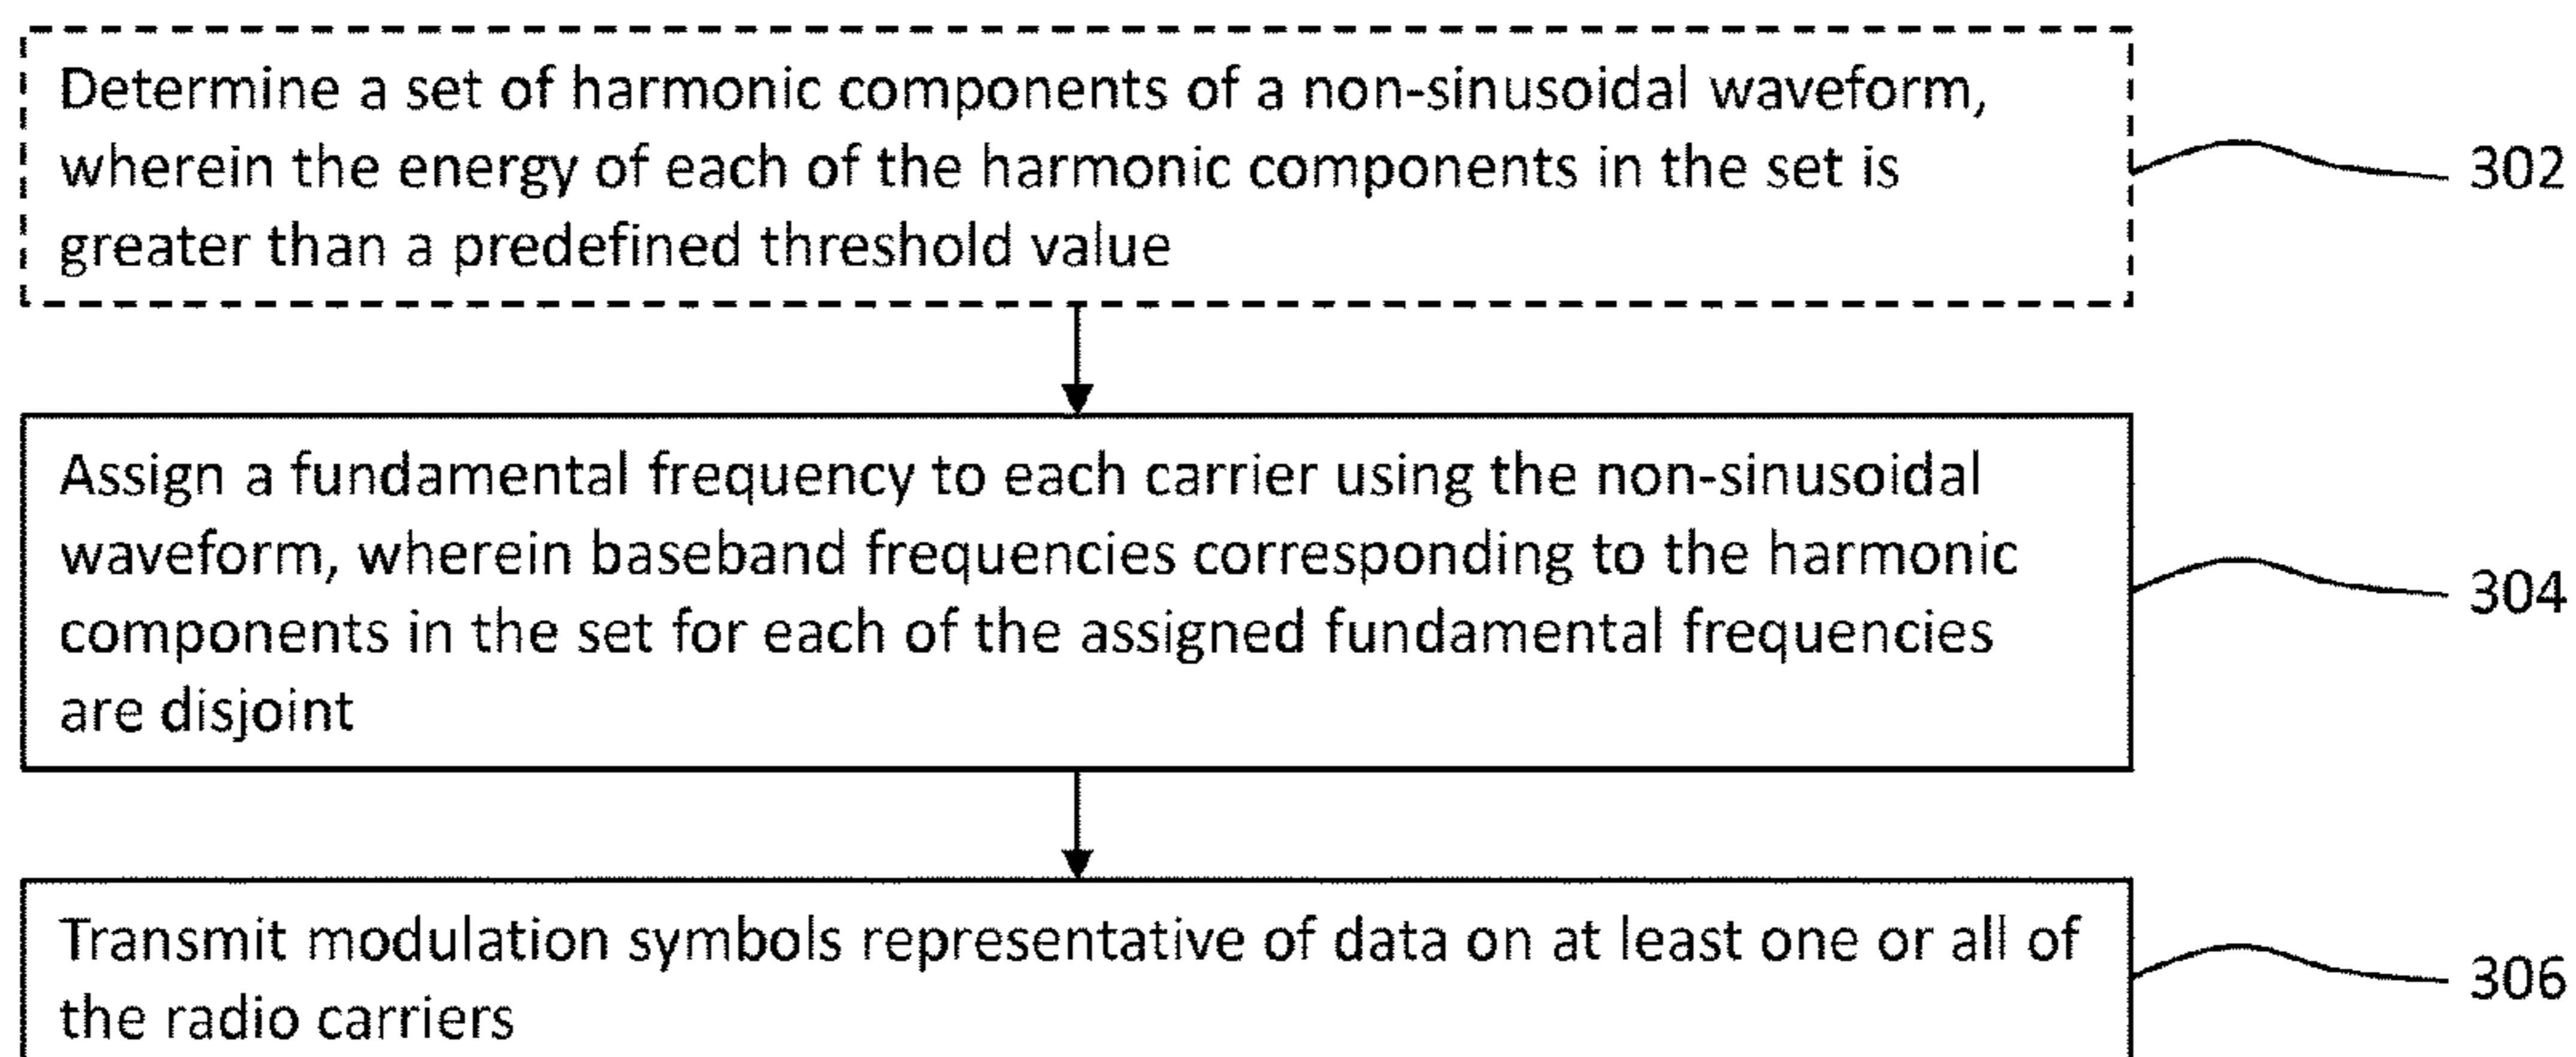 Determine a set of harmonic components of a non-sinusoidal waveform,
wherein the energy of each of the harmonic components in the set is
greater than a predefined threshold value
302
Assign a fundamental frequency to each carrier using the non-sinusoidal
waveform, wherein baseband frequencies corresponding to the harmonic
components in the set for each of the assigned fundamental frequencies
are disjoint
304
Transmit modulation symbols representative of data on at least one or all of
the radio carriers
306